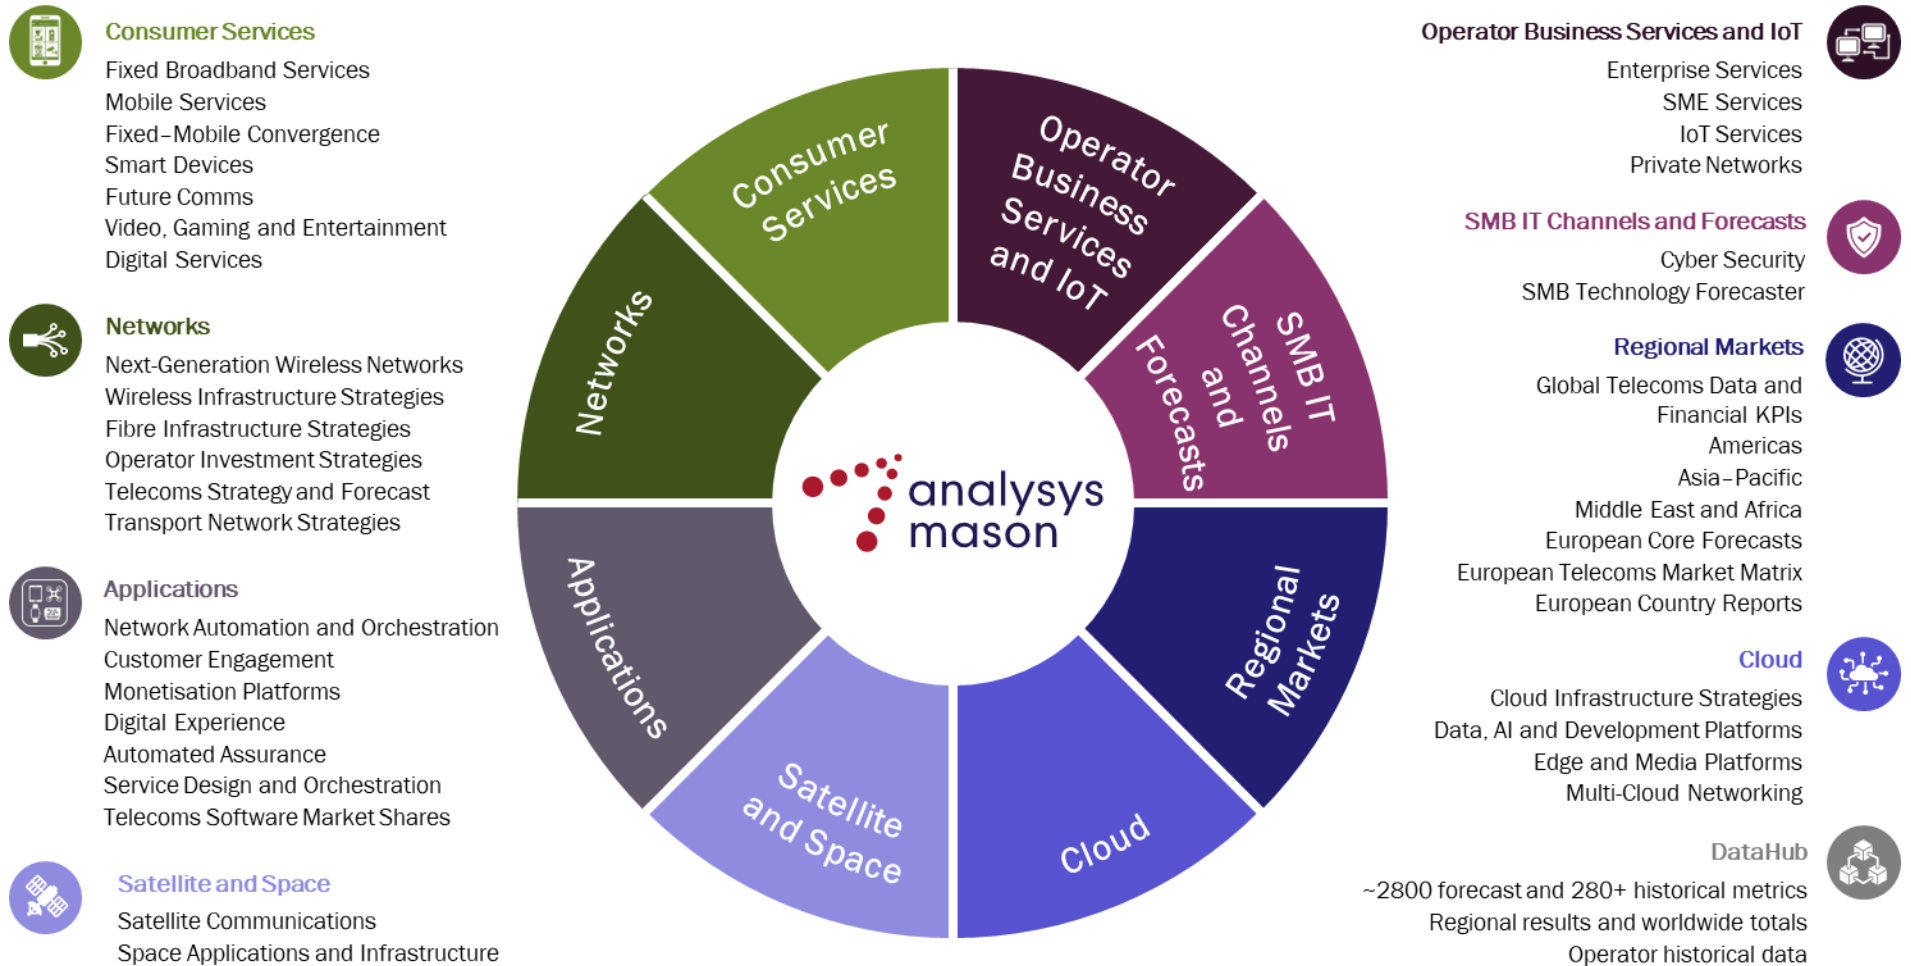 Consumer Services
Fixed Broadband Services
Mobile Services
Fixed–Mobile Convergence
Smart Devices
Future Comms
Video, Gaming and Entertainment
Digital Services
Networks
Next-Generation Wireless Networks
Wireless Infrastructure Strategies
Fibre Infrastructure Strategies
Operator Investment Strategies
Telecoms Strategy and Forecast
Transport Network Strategies
Applications
Network Automation and Orchestration
Customer Engagement
Monetisation Platforms
Digital Experience
Automated Assurance
Service Design and Orchestration
Telecoms Software Market Shares
Satellite and Space
Satellite Communications
Space Applications and Infrastructure
Consumer
Services
Operator
Business
Services
and IoT
SMB IT
Channels
and
Forecasts
Regional
Markets
Cloud
Satellite
and Space
Applications
Networks
analysys
mason
Operator Business Services and IoT
Enterprise Services
SME Services
IoT Services
Private Networks
SMB IT Channels and Forecasts
Cyber Security
SMB Technology Forecaster
Regional Markets
Global Telecoms Data and
Financial KPIs
Americas
Asia–Pacific
Middle East and Africa
European Core Forecasts
European Telecoms Market Matrix
European Country Reports
Cloud
Cloud Infrastructure Strategies
Data, AI and Development Platforms
Edge and Media Platforms
Multi-Cloud Networking
DataHub
~2800 forecast and 280+ historical metrics
Regional results and worldwide totals
Operator historical data